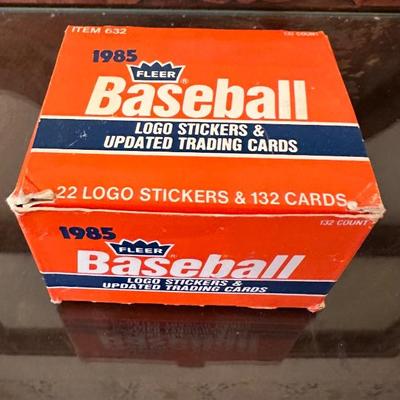 ITEM 632
132 COUNT
1985
FLEER®
Baseball
LOGO STICKERS &
UPDATED TRADING CARDS
22 LOGO STICKERS & 132 CARDS
132 COUNT
1985
FLEER®
Baseball
LOGO STICKERS &
UPDATED TRADING CARDS